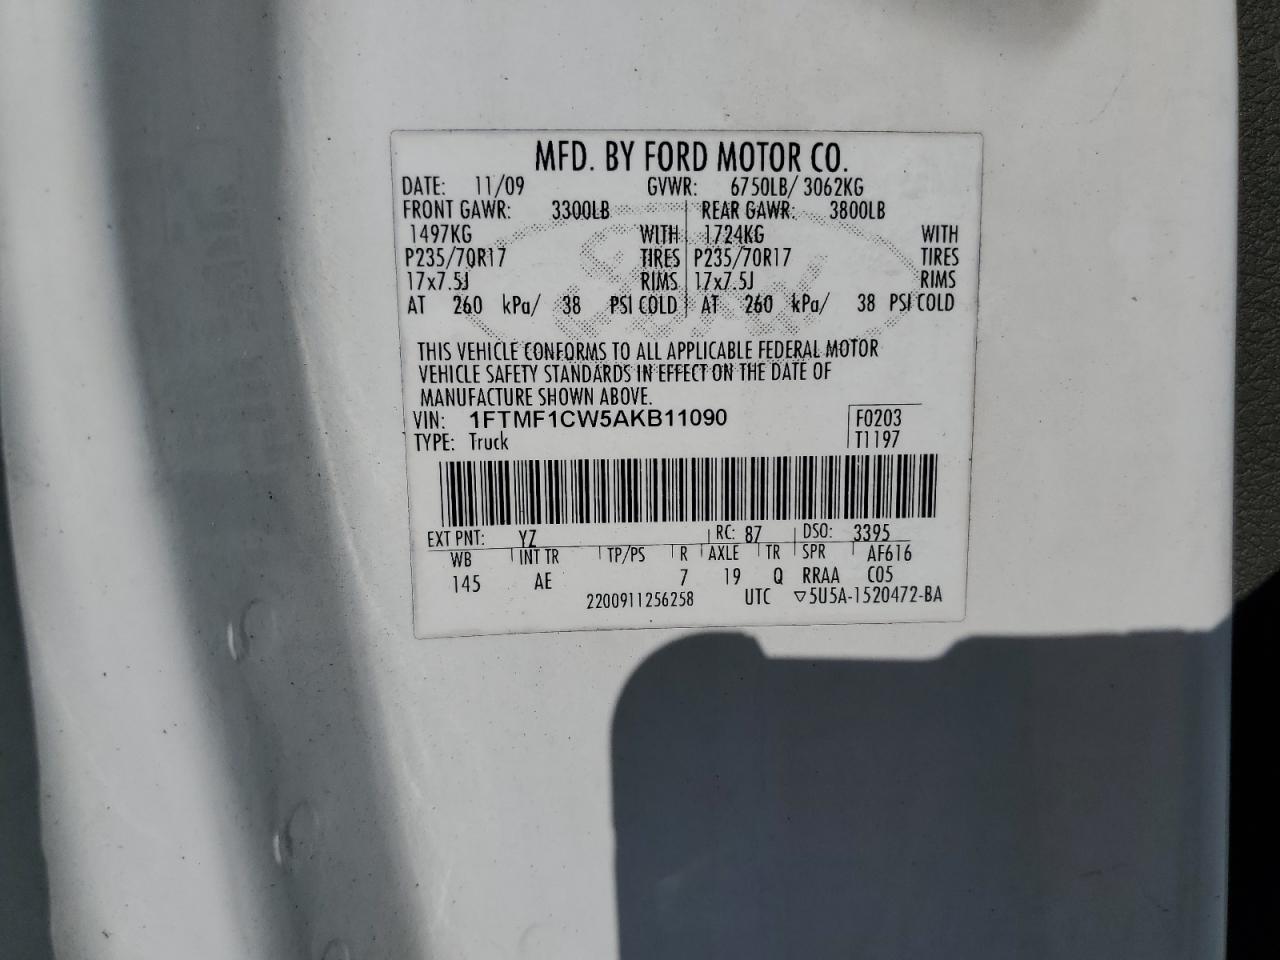 MFD. BY FORD MOTOR CO.
DATE: 11/09 GVWR: 6750LB/ 3062KG
FRONT GAWR: 3300LB REAR GAWR: 3800LB
1497KG WITH 1724KG WITH
P235/70R17 TIRES P235/70R17 TIRES
17x7.5J RIMS 17x7.5J RIMS
AT 260 kPa/ 38 PSI COLD AT 260 kPa/ 38 PSI COLD
THIS VEHICLE CONFORMS TO ALL APPLICABLE FEDERAL MOTOR
VEHICLE SAFETY STANDARDS IN EFFECT ON THE DATE OF
MANUFACTURE SHOWN ABOVE.
VIN: 1FTMF1CW5AKB11090 F0203
TYPE: Truck T1197
EXT PNT: YZ RC: 87 DSO: 3395
WB INT TR TP/PS R AXLE TR SPR AF616
145 AE 7 19 Q RRAA C05
2200911256258 UTC ▽5U5A-1520472-BA